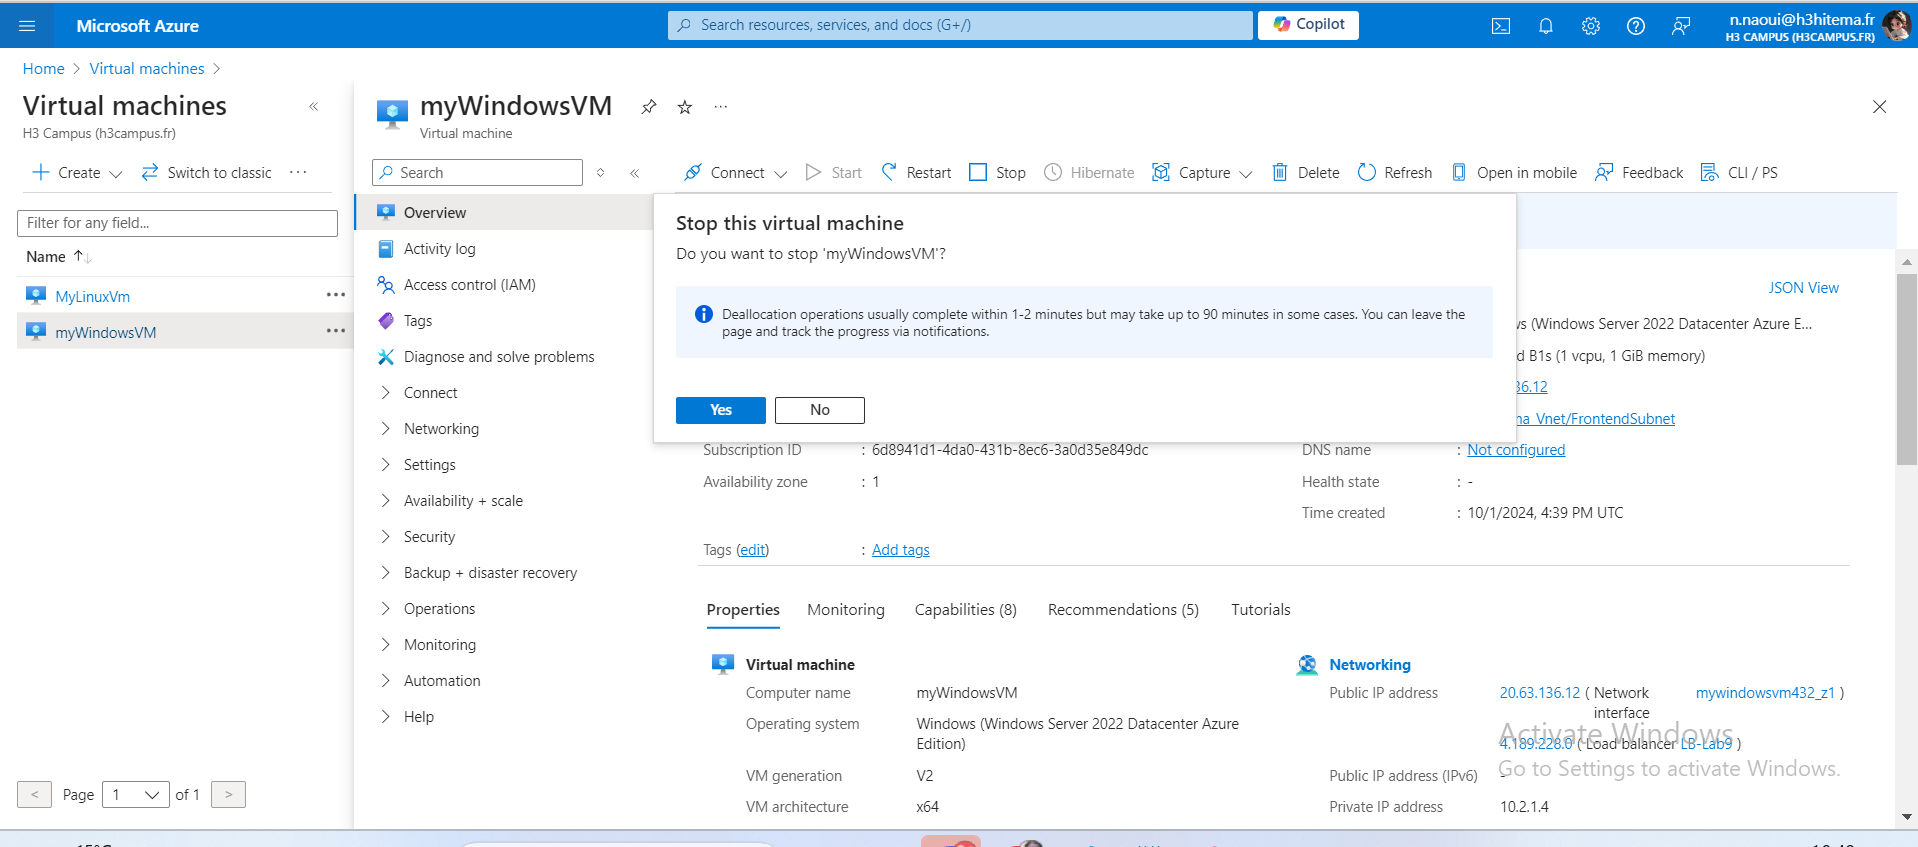 Microsoft Azure
Search resources, services, and docs (G+/)
Copilot
n.naoui@h3hitema.fr
H3 CAMPUS (H3CAMPUS.FR)
Home > Virtual machines >
Virtual machines
H3 Campus (h3campus.fr)
Create
Switch to classic
Filter for any field...
Name
MyLinuxVm
myWindowsVM
Page 1 of 1
myWindowsVM
Virtual machine
Search
Connect
Start
Restart
Stop
Hibernate
Capture
Delete
Refresh
Open in mobile
Feedback
CLI / PS
Overview
Activity log
Access control (IAM)
Tags
Diagnose and solve problems
Connect
Networking
Settings
Availability + scale
Security
Backup + disaster recovery
Operations
Monitoring
Automation
Help
Stop this virtual machine
Do you want to stop 'myWindowsVM'?
Deallocation operations usually complete within 1-2 minutes but may take up to 90 minutes in some cases. You can leave the
page and track the progress via notifications.
Yes
No
JSON View
(Windows Server 2022 Datacenter Azure E...
B1s (1 vcpu, 1 GiB memory)
36.12
Vnet/FrontendSubnet
Subscription ID : 6d8941d1-4da0-431b-8ec6-3a0d35e849dc
DNS name : Not configured
Availability zone : 1
Health state : -
Time created : 10/1/2024, 4:39 PM UTC
Tags (edit) : Add tags
Properties
Monitoring
Capabilities (8)
Recommendations (5)
Tutorials
Virtual machine
Computer name myWindowsVM
Operating system Windows (Windows Server 2022 Datacenter Azure
Edition)
VM generation V2
VM architecture x64
Networking
Public IP address 20.63.136.12 ( Network mywindowsvm432_z1 )
interface
4.189.228.0 ( Load balancer LB-Lab9 )
Public IP address (IPv6) -
Private IP address 10.2.1.4
Activate Windows
Go to Settings to activate Windows.